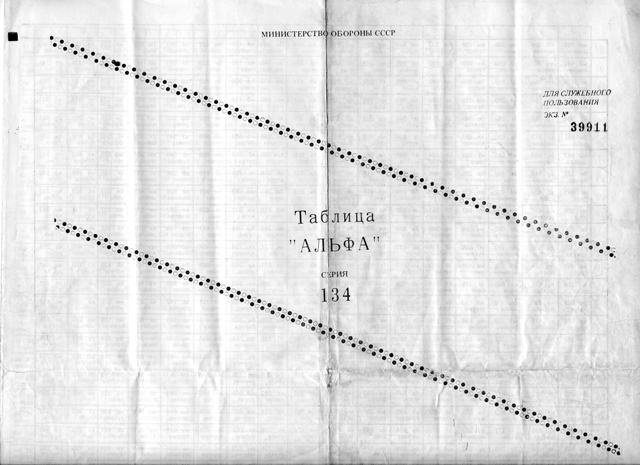 МИНИСТЕРСТВО ОБОРОНЫ СССР
ДЛЯ СЛУЖЕБНОГО
ПОЛЬЗОВАНИЯ
ЭКЗ. №
39911
Таблица
"АЛЬФА"
СЕРИЯ
134